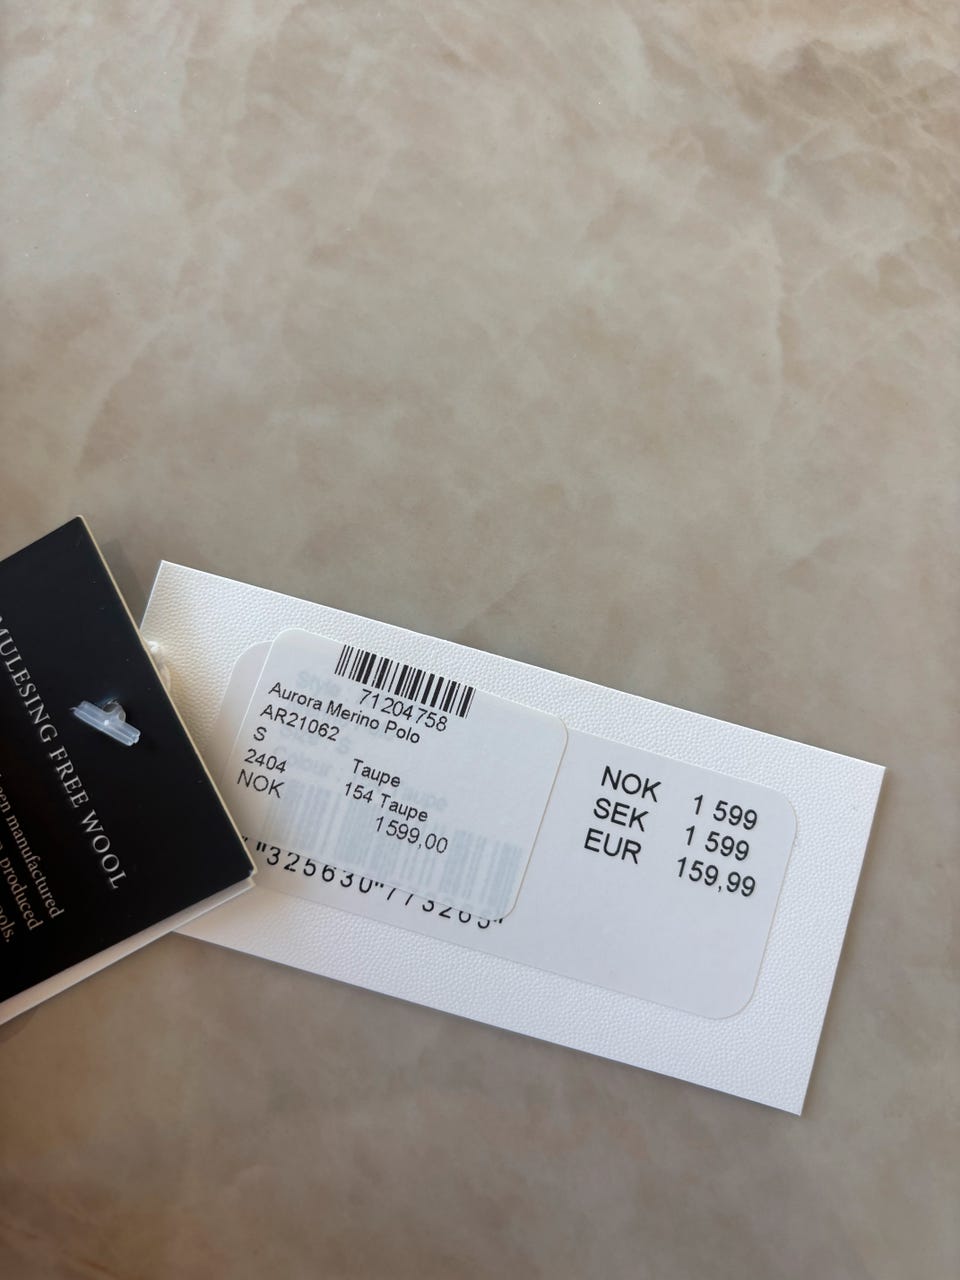 MULESING FREE WOOL
een manufactured
produced
ols.
71204758
Aurora Merino Polo
AR21062
S Taupe
2404 154 Taupe
NOK 1599,00
"325630"773265"
NOK 1 599
SEK 1 599
EUR 159,99